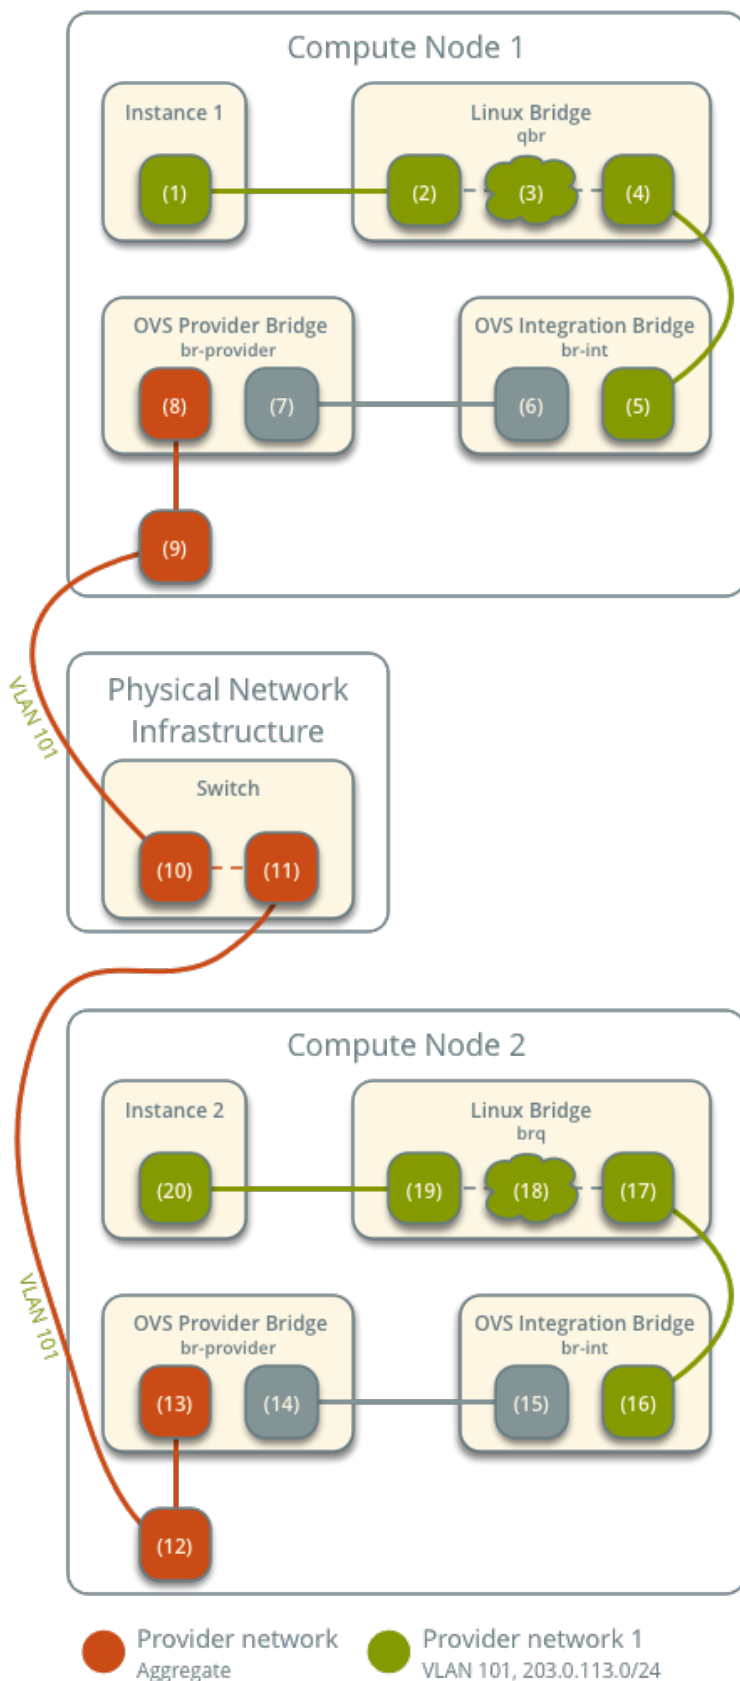 Compute Node 1
Instance 1
Linux Bridge
qbr
(1)
(2)
(3)
(4)
OVS Provider Bridge
br-provider
OVS Integration Bridge
br-int
(8)
(7)
(6)
(5)
(9)
VLAN 101
Physical Network
Infrastructure
Switch
(10)
(11)
Compute Node 2
Instance 2
Linux Bridge
brq
(20)
(19)
(18)
(17)
VLAN 101
OVS Provider Bridge
br-provider
OVS Integration Bridge
br-int
(13)
(14)
(15)
(16)
(12)
Provider network
Aggregate
Provider network 1
VLAN 101, 203.0.113.0/24